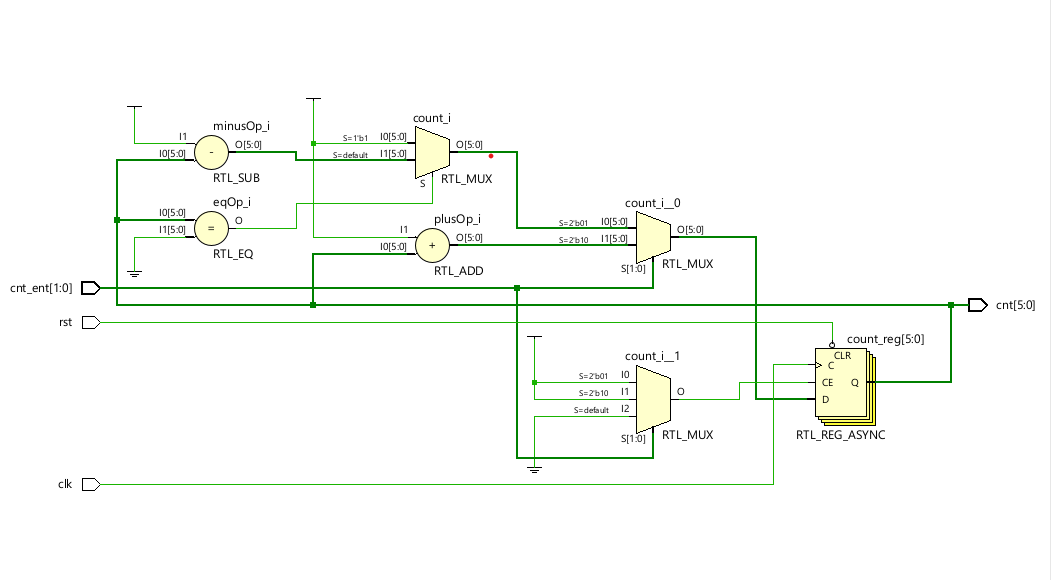 minusOp_i
I1
I0[5:0]
-
O[5:0]
RTL_SUB
eqOp_i
I0[5:0]
I1[5:0]
=
O
RTL_EQ
count_i
S=1'b1
I0[5:0]
S=default
I1[5:0]
O[5:0]
S
RTL_MUX
plusOp_i
I1
I0[5:0]
+
O[5:0]
RTL_ADD
count_i__0
S=2'b01
I0[5:0]
S=2'b10
I1[5:0]
O[5:0]
S[1:0]
RTL_MUX
cnt_ent[1:0]
cnt[5:0]
rst
count_reg[5:0]
CLR
C
CE
Q
D
RTL_REG_ASYNC
count_i__1
S=2'b01
I0
S=2'b10
I1
O
S=default
I2
S[1:0]
RTL_MUX
clk